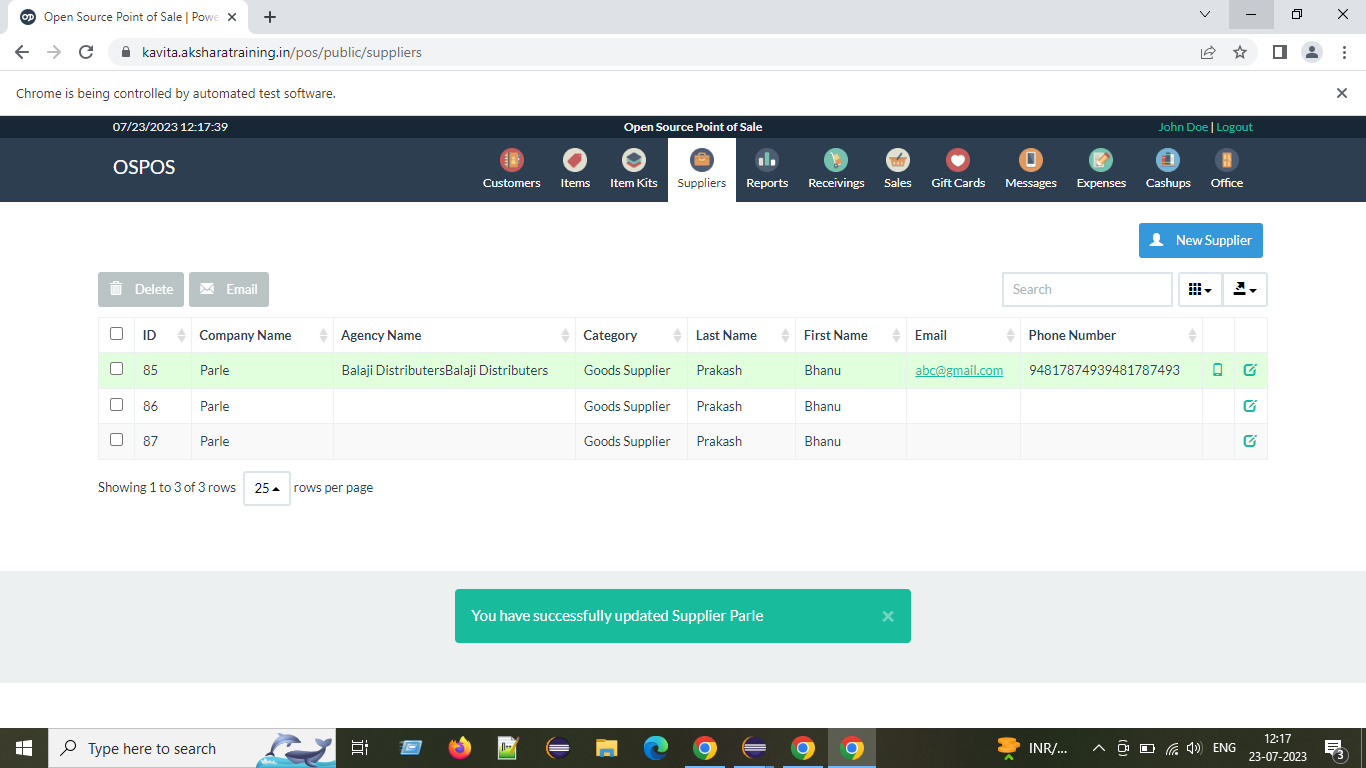 Open Source Point of Sale | Powe
kavita.aksharatraining.in/pos/public/suppliers
Chrome is being controlled by automated test software.
07/23/2023 12:17:39 Open Source Point of Sale John Doe | Logout
OSPOS
Customers Items Item Kits Suppliers Reports Receivings Sales Gift Cards Messages Expenses Cashups Office
New Supplier
Delete Email Search
ID Company Name Agency Name Category Last Name First Name Email Phone Number
85 Parle Balaji DistributersBalaji Distributers Goods Supplier Prakash Bhanu abc@gmail.com 94817874939481787493
86 Parle Goods Supplier Prakash Bhanu
87 Parle Goods Supplier Prakash Bhanu
Showing 1 to 3 of 3 rows 25 rows per page
You have successfully updated Supplier Parle ×
Type here to search INR/... ENG 12:17
23-07-2023 3